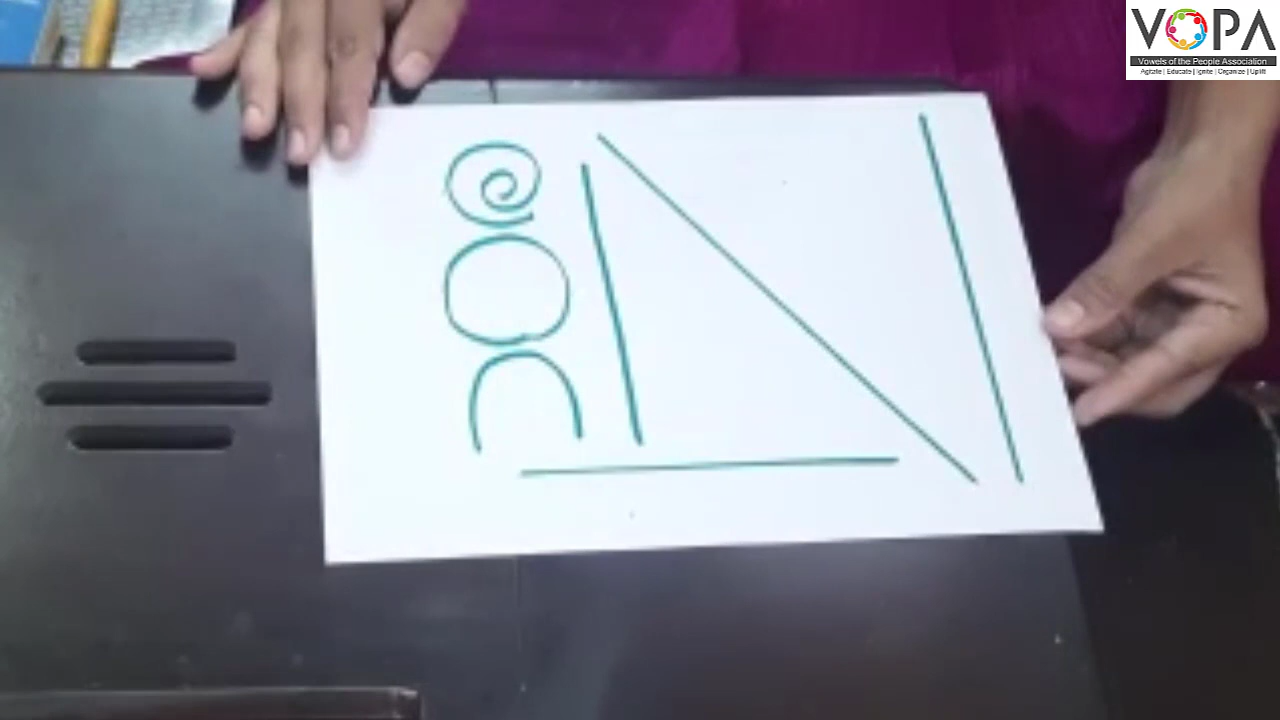 VOPA
Vowels of the People Association
Agitate | Educate | Ignite | Organize | Uplift